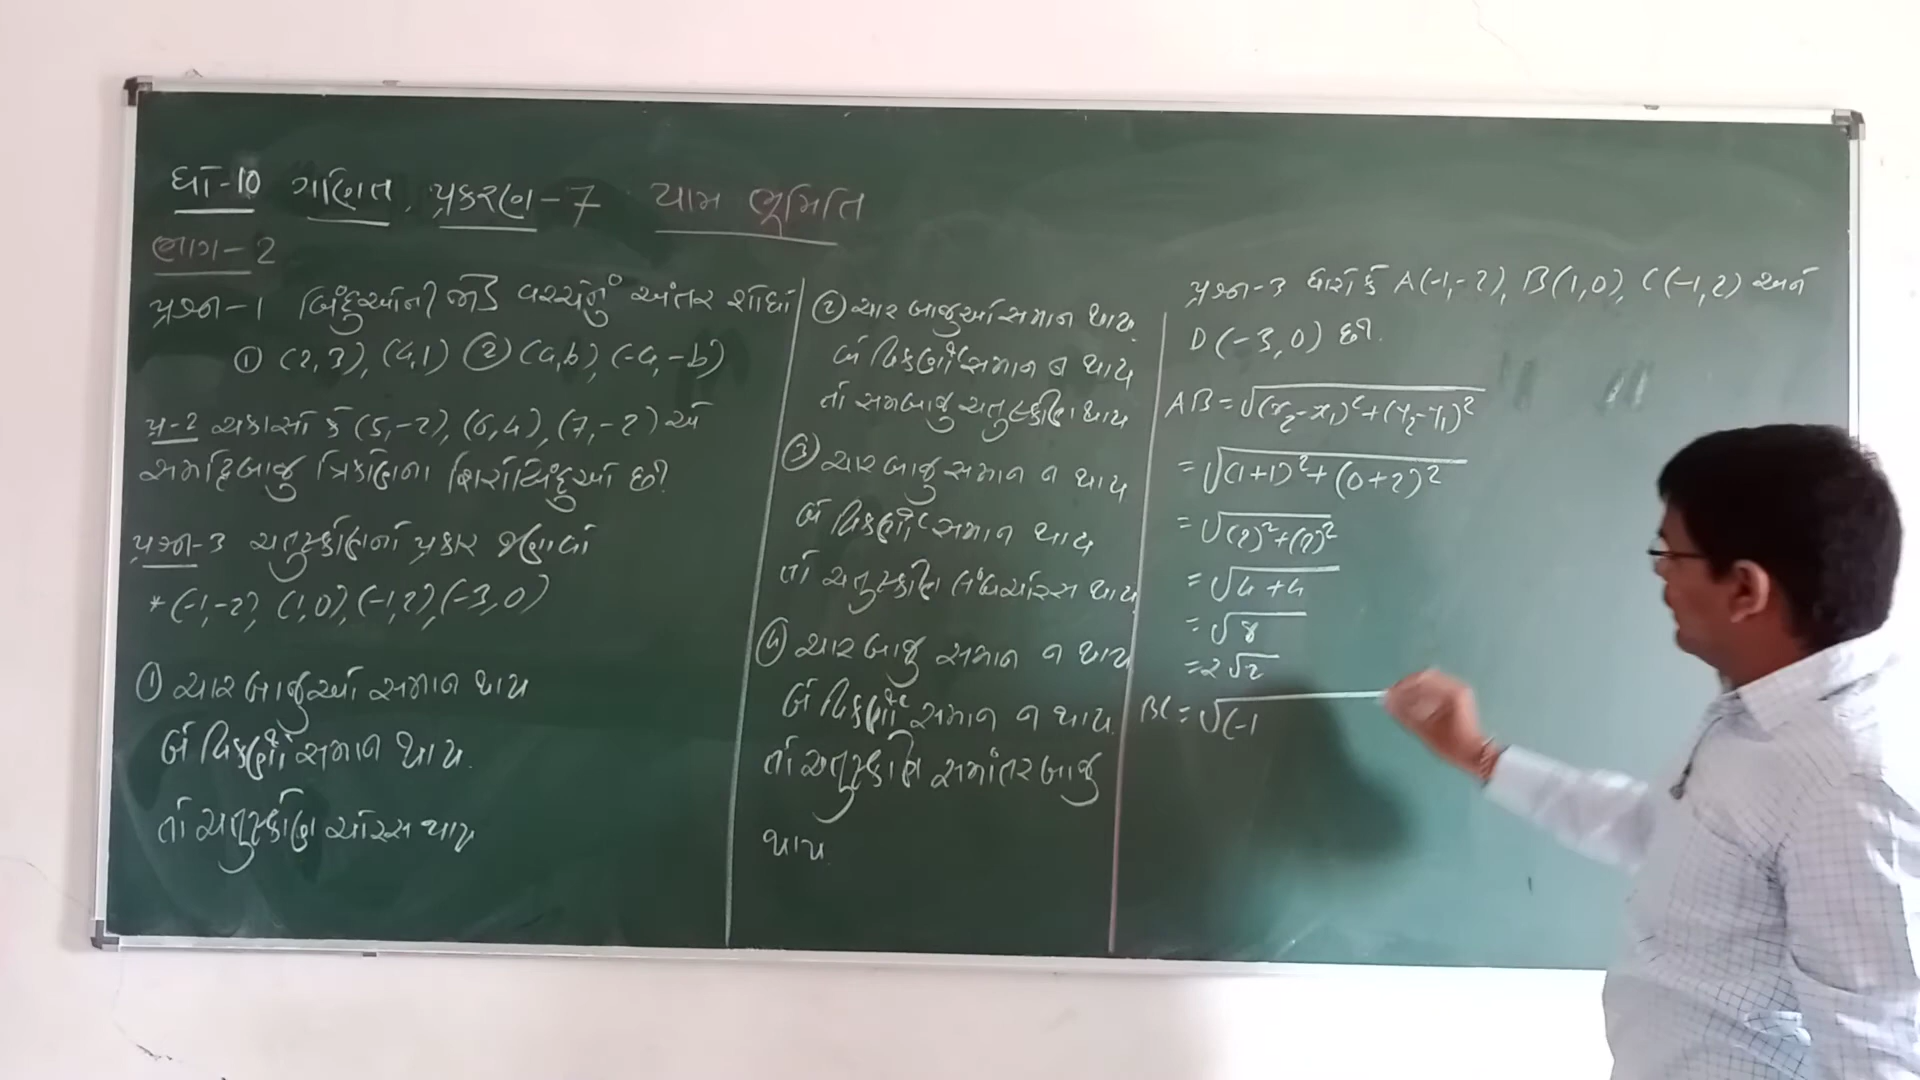 ધો-10 ગણિત, પ્રકરણ-7 યામ ભૂમિતિ
ભાગ-2
પ્રશ્ન-1 બિંદુઓની જોડ વચ્ચેનું અંતર શોધો
① (2,3), (4,1) ② (a,b), (-a,-b)
પ્ર-2 ચકાસો કે (5,-2), (6,4), (7,-2) એ
સમદ્વિબાજુ ત્રિકોણના શિરોબિંદુઓ છે?
પ્રશ્ન-3 ચતુષ્કોણનો પ્રકાર જણાવો
* (-1,-2), (1,0), (-1,2), (-3,0)
① ચાર બાજુઓ સમાન થાય
બે વિકર્ણો સમાન થાય.
તો ચતુષ્કોણ ચોરસ થાય
② ચાર બાજુઓ સમાન થાય.
બે વિકર્ણો સમાન ન થાય
તો સમબાજુ ચતુષ્કોણ થાય
③ ચાર બાજુ સમાન ન થાય
બે વિકર્ણો સમાન થાય
તો ચતુષ્કોણ લંબચોરસ થાય
④ ચાર બાજુ સમાન ન થાય
બે વિકર્ણો સમાન ન થાય.
તો ચતુષ્કોણ સમાંતર બાજુ
થાય.
પ્રશ્ન-3 ધારો કે A(-1,-2), B(1,0), C(-1,2) અને
D(-3,0) છે.
AB = √(x₂-x₁)²+(y₂-y₁)²
= √(1+1)²+(0+2)²
= √(2)²+(2)²
= √4+4
= √8
= 2√2
BC = √(-1